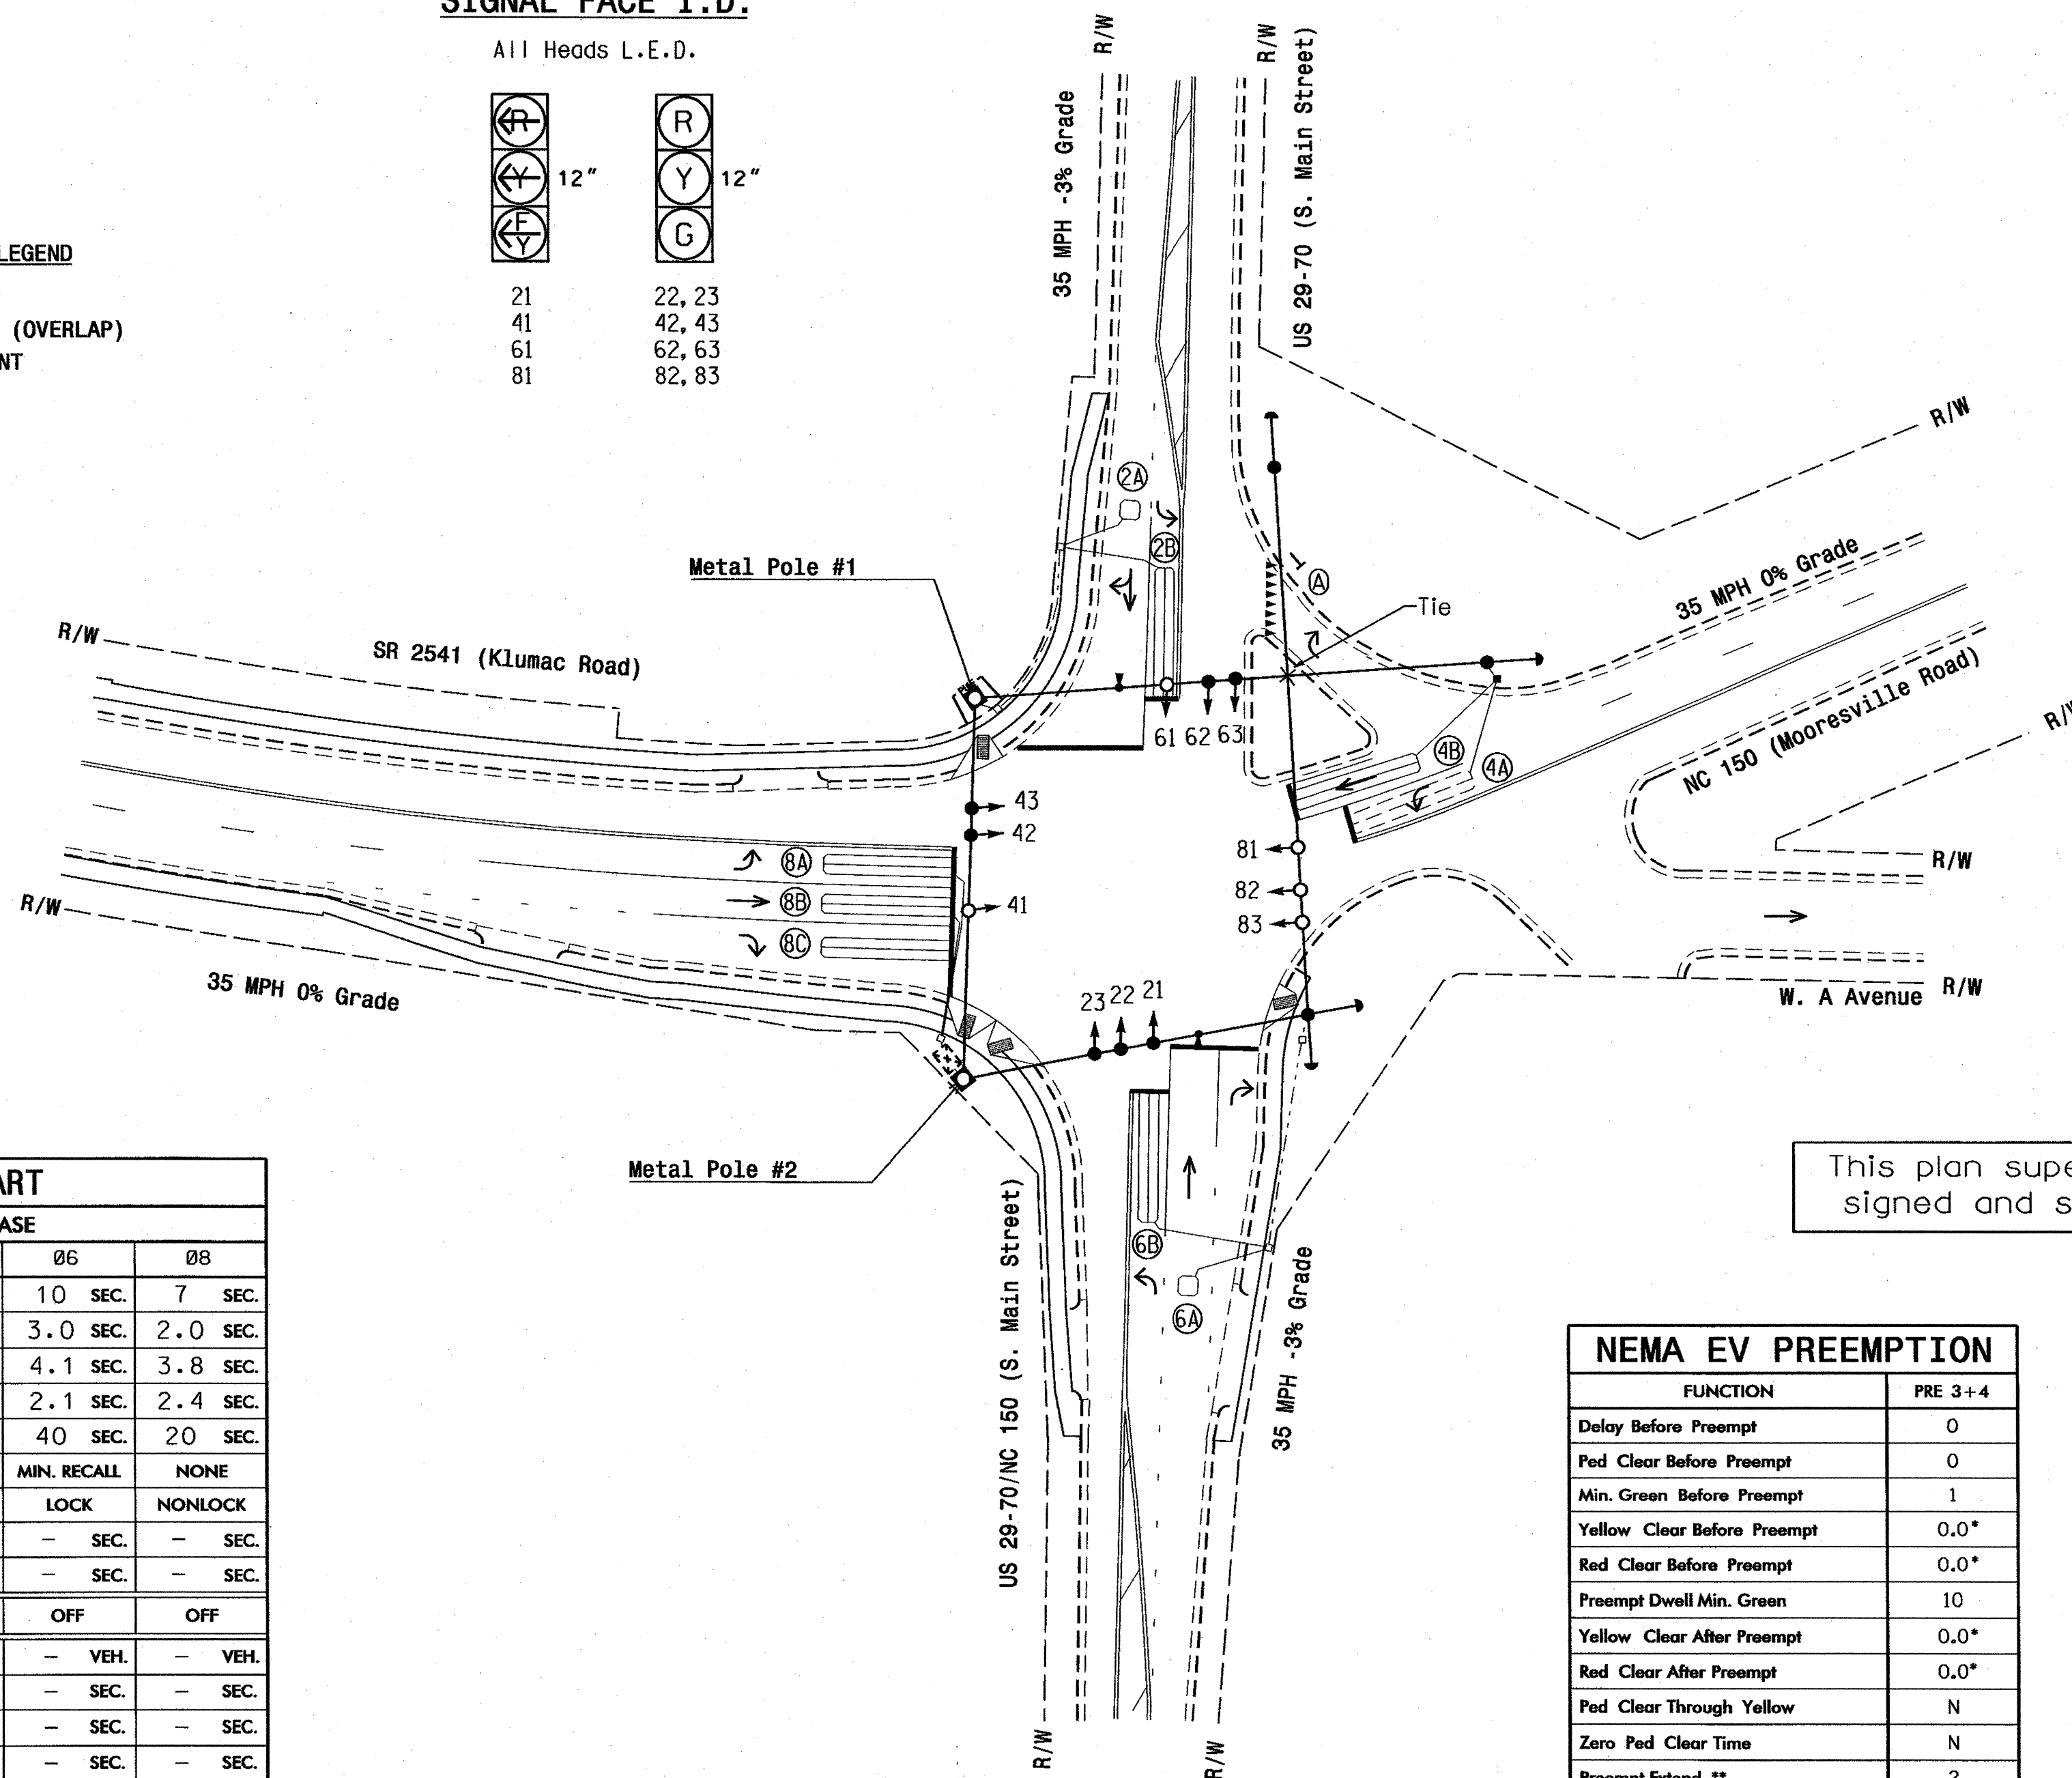 SIGNAL FACE I.D.
All Heads L.E.D.
R
Y
F
Y
12"
R
Y
G
12"
21
22, 23
41
42, 43
61
62, 63
81
82, 83
LEGEND
(OVERLAP)
NT
R/W
R/W
35 MPH -3% Grade
US 29-70 (S. Main Street)
R/W
2A
2B
Metal Pole #1
A
Tie
35 MPH 0% Grade
NC 150 (Mooresville Road)
R/W
R/W
SR 2541 (Klumac Road)
61 62 63
4B
4A
43
42
41
81
82
83
8A
8B
8C
R/W
R/W
35 MPH 0% Grade
W. A Avenue
R/W
23 22 21
Metal Pole #2
US 29-70/NC 150 (S. Main Street)
6B
6A
35 MPH -3% Grade
R/W
R/W
This plan supe
signed and s
ART
ASE
Ø6 Ø8
10 SEC. 7 SEC.
3.0 SEC. 2.0 SEC.
4.1 SEC. 3.8 SEC.
2.1 SEC. 2.4 SEC.
40 SEC. 20 SEC.
MIN. RECALL NONE
LOCK NONLOCK
- SEC. - SEC.
- SEC. - SEC.
OFF OFF
- VEH. - VEH.
- SEC. - SEC.
- SEC. - SEC.
- SEC. - SEC.
NEMA EV PREEMPTION
FUNCTION PRE 3+4
Delay Before Preempt 0
Ped Clear Before Preempt 0
Min. Green Before Preempt 1
Yellow Clear Before Preempt 0.0*
Red Clear Before Preempt 0.0*
Preempt Dwell Min. Green 10
Yellow Clear After Preempt 0.0*
Red Clear After Preempt 0.0*
Ped Clear Through Yellow N
Zero Ped Clear Time N
Preempt Extend ** 2